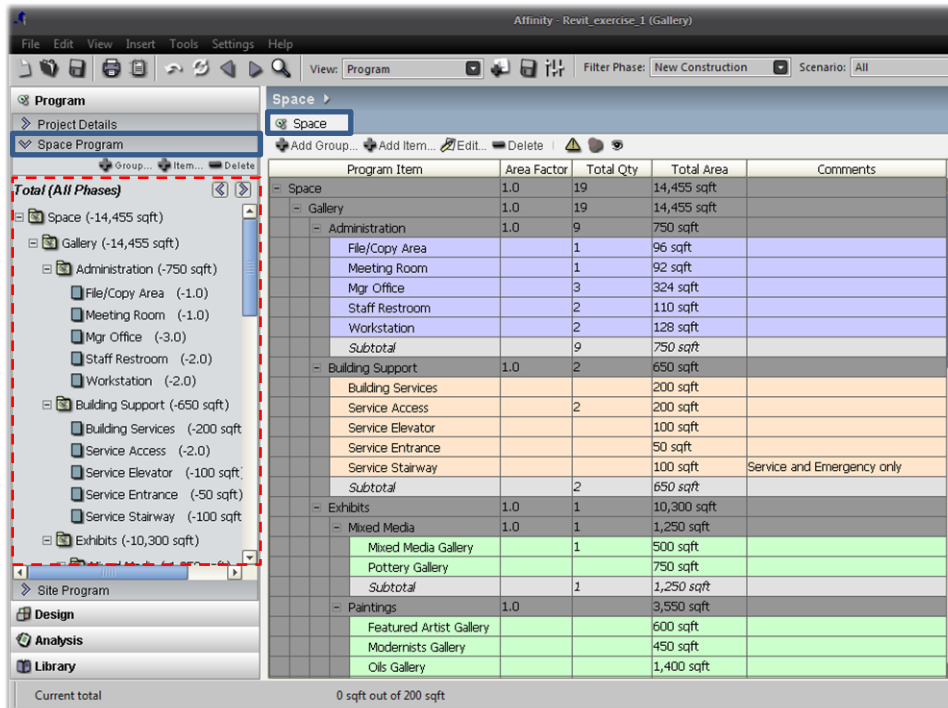 Affinity - Revit_exercise_1 (Gallery)
File Edit View Insert Tools Settings Help
View: Program Filter Phase: New Construction Scenario: All
Program
Project Details
Space Program
Group... Item... Delete
Total (All Phases)
Space (-14,455 sqft)
Gallery (-14,455 sqft)
Administration (-750 sqft)
File/Copy Area (-1.0)
Meeting Room (-1.0)
Mgr Office (-3.0)
Staff Restroom (-2.0)
Workstation (-2.0)
Building Support (-650 sqft)
Building Services (-200 sqft
Service Access (-2.0)
Service Elevator (-100 sqft)
Service Entrance (-50 sqft)
Service Stairway (-100 sqft
Exhibits (-10,300 sqft)
Site Program
Design
Analysis
Library
Space
Space
Add Group... Add Item... Edit... Delete
Program Item Area Factor Total Qty Total Area Comments
Space 1.0 19 14,455 sqft
Gallery 1.0 19 14,455 sqft
Administration 1.0 9 750 sqft
File/Copy Area 1 96 sqft
Meeting Room 1 92 sqft
Mgr Office 3 324 sqft
Staff Restroom 2 110 sqft
Workstation 2 128 sqft
Subtotal 9 750 sqft
Building Support 1.0 2 650 sqft
Building Services 200 sqft
Service Access 2 200 sqft
Service Elevator 100 sqft
Service Entrance 50 sqft
Service Stairway 100 sqft Service and Emergency only
Subtotal 2 650 sqft
Exhibits 1.0 1 10,300 sqft
Mixed Media 1.0 1 1,250 sqft
Mixed Media Gallery 1 500 sqft
Pottery Gallery 750 sqft
Subtotal 1 1,250 sqft
Paintings 1.0 3,550 sqft
Featured Artist Gallery 600 sqft
Modernists Gallery 450 sqft
Oils Gallery 1,400 sqft
Current total 0 sqft out of 200 sqft